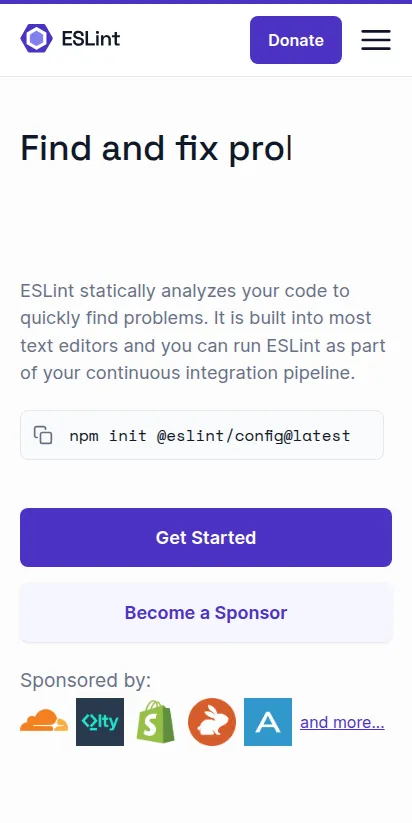 ESLint
Donate
Find and fix pro
ESLint statically analyzes your code to
quickly find problems. It is built into most
text editors and you can run ESLint as part
of your continuous integration pipeline.
npm init @eslint/config@latest
Get Started
Become a Sponsor
Sponsored by:
qlty
S
A
and more...